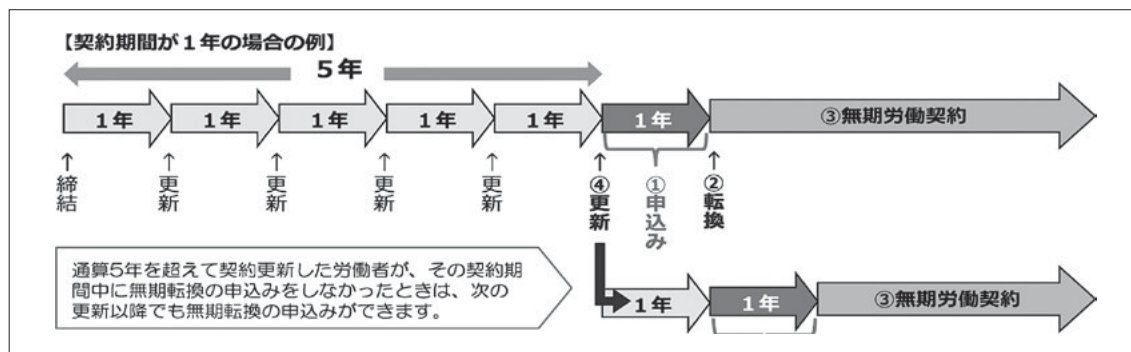 【契約期間が1年の場合の例】
5年
1年
1年
1年
1年
1年
1年
③無期労働契約
↑締結
↑更新
↑更新
↑更新
↑更新
↑④更新
①申込み
↑②転換
通算5年を超えて契約更新した労働者が、その契約期
間中に無期転換の申込みをしなかったときは、次の
更新以降でも無期転換の申込みができます。
1年
1年
③無期労働契約